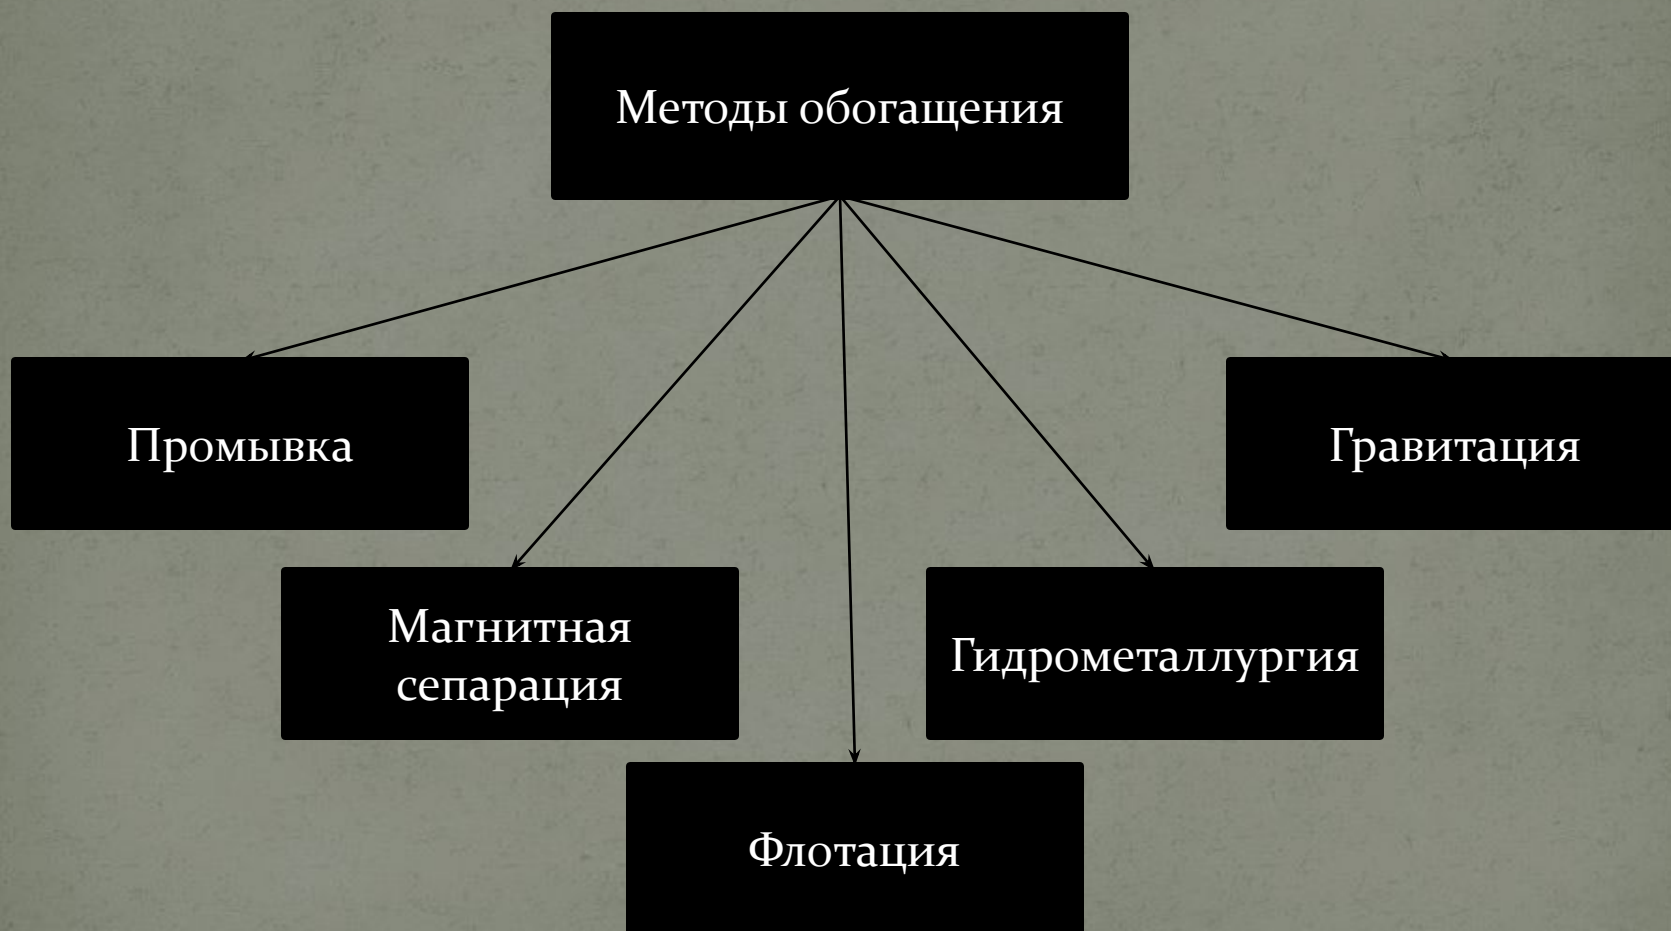 Методы обогащения
Промывка
Гравитация
Магнитная
сепарация
Гидрометаллургия
Флотация